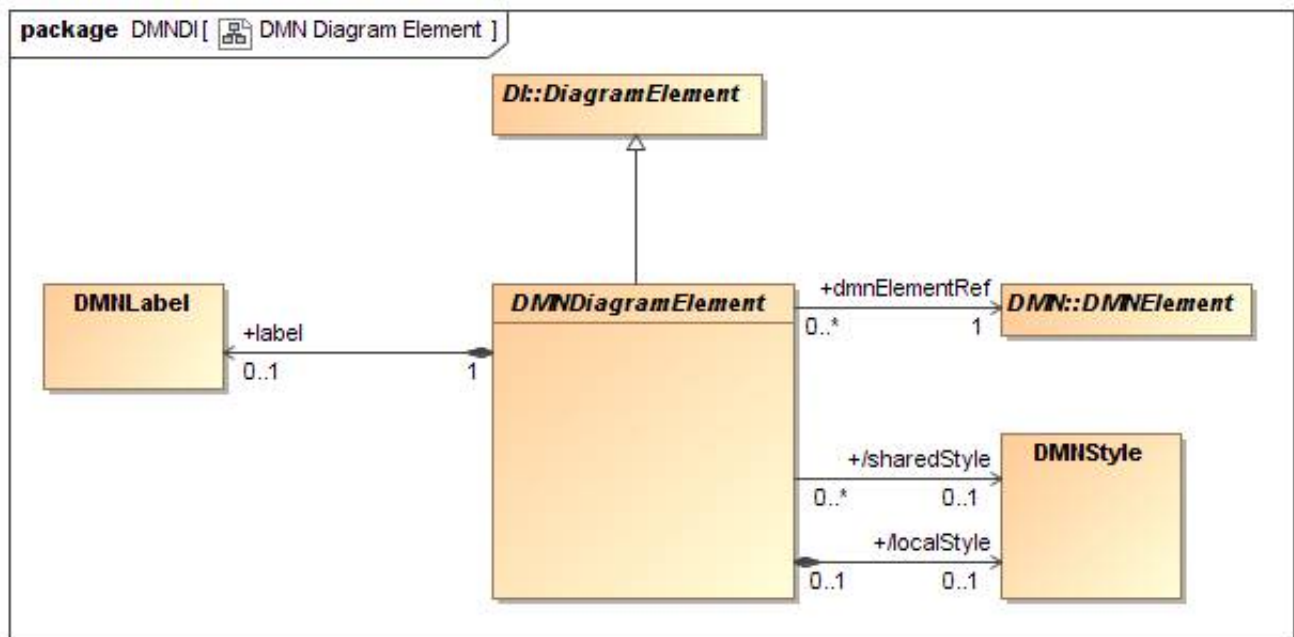 package DMNDI[ DMN Diagram Element ]
DI::DiagramElement
DMNLabel
DMNDiagramElement
+dmnElementRef
DMN::DMNElement
0..*
1
+label
0..1
1
+/sharedStyle
DMNStyle
0..*
0..1
+/localStyle
0..1
0..1